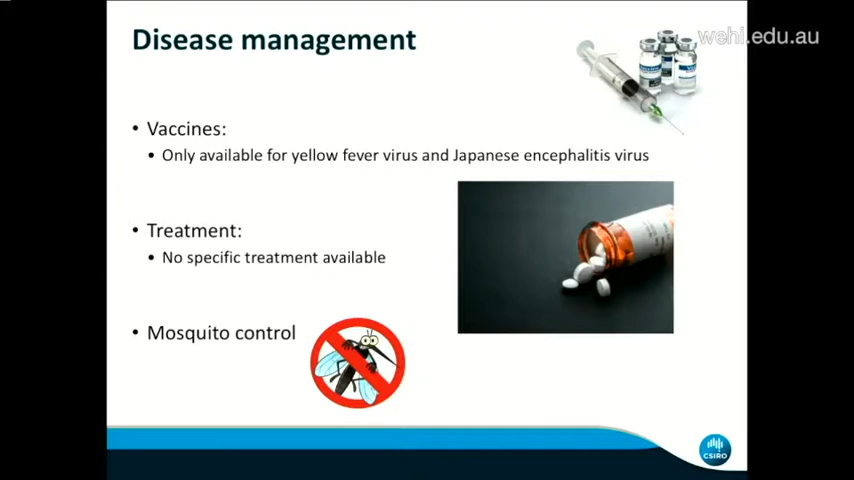 Disease management
wehi.edu.au
• Vaccines:
• Only available for yellow fever virus and Japanese encephalitis virus
• Treatment:
• No specific treatment available
• Mosquito control
CSIRO